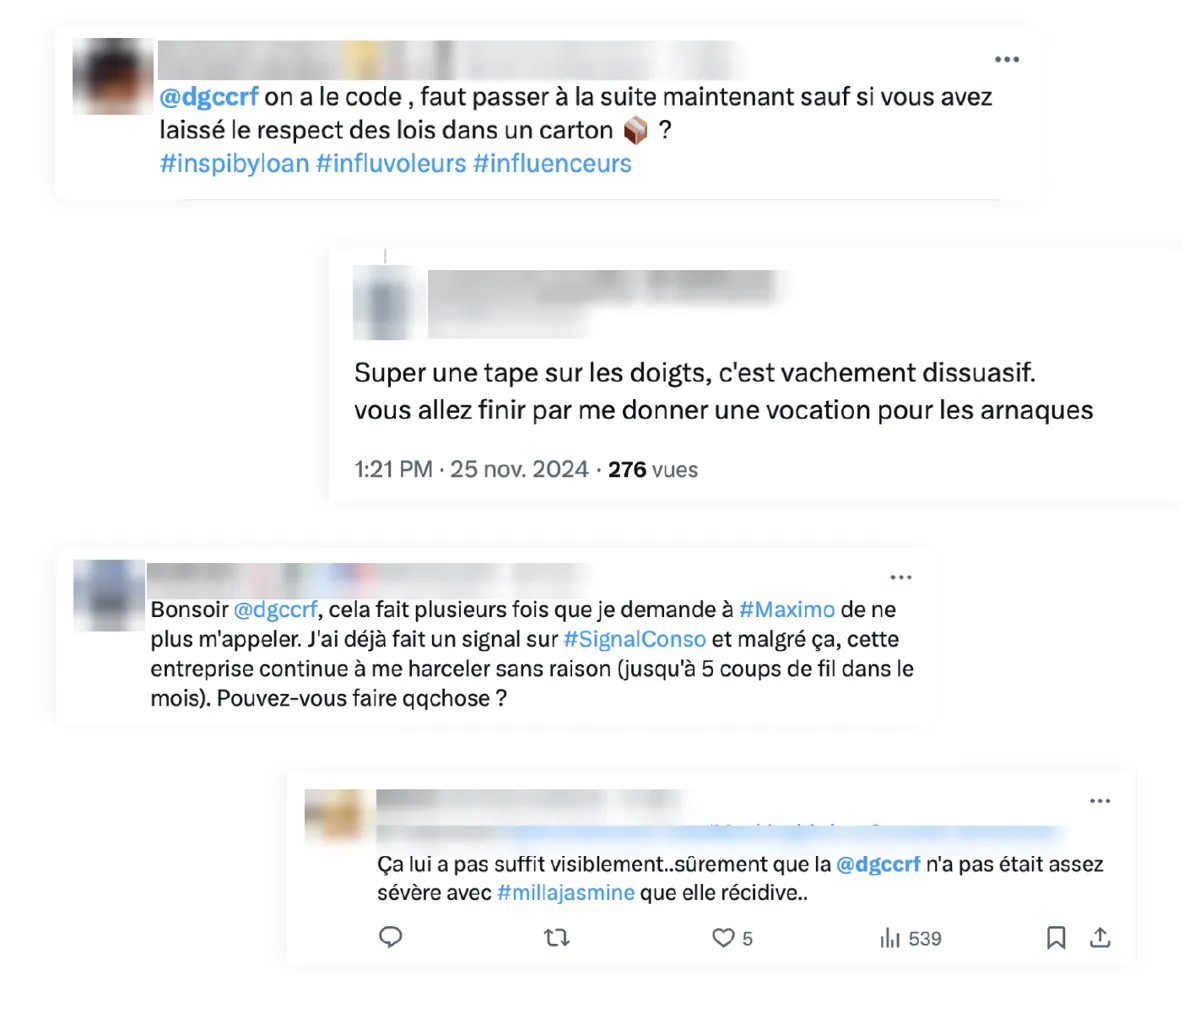 @dgccrf on a le code , faut passer à la suite maintenant sauf si vous avez
laissé le respect des lois dans un carton 📦 ?
#inspibyloan #influvoleurs #influenceurs
Super une tape sur les doigts, c'est vachement dissuasif.
vous allez finir par me donner une vocation pour les arnaques
1:21 PM · 25 nov. 2024 · 276 vues
Bonsoir @dgccrf, cela fait plusieurs fois que je demande à #Maximo de ne
plus m'appeler. J'ai déjà fait un signal sur #SignalConso et malgré ça, cette
entreprise continue à me harceler sans raison (jusqu'à 5 coups de fil dans le
mois). Pouvez-vous faire qqchose ?
Ça lui a pas suffit visiblement..sûrement que la @dgccrf n'a pas était assez
sévère avec #millajasmine que elle récidive..
5 539